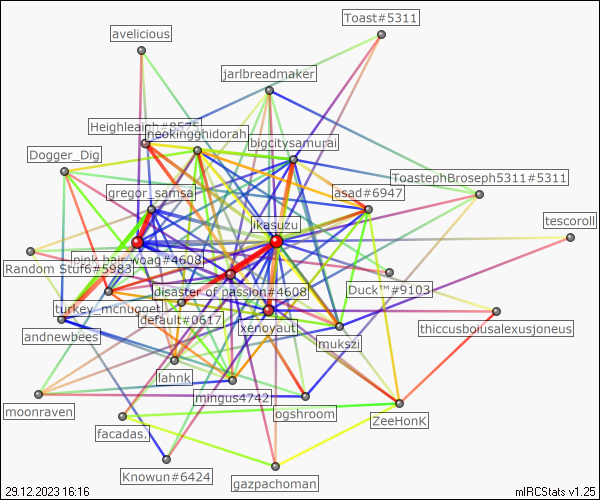 Toast#5311
avelicious
jarlbreadmaker
Heighleigh#8575
neokingghidorah
bigcitysamurai
Dogger_Dig
ToastephBroseph5311#5311
gregor_samsa
asad#6947
ikasuzu
tescoroll
pink hair woag#4608
Random Stuf6#5983
disaster of passion#4608
Duck™#9103
turkey_mcnugget
default#0617
xenoyaut
thiccusboiusalexusjoneus
andnewbees
mukszi
lahnk
mingus4742
moonraven
ogshroom
ZeeHonK
facadas.
Knowun#6424
gazpachoman
29.12.2023 16:16
mIRCStats v1.25